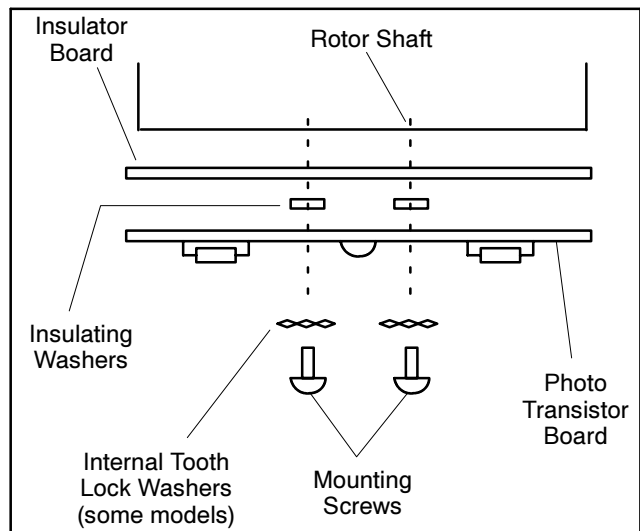 Insulator
Board
Rotor Shaft
Insulating
Washers
Photo
Transistor
Board
Internal Tooth
Lock Washers
(some models)
Mounting
Screws